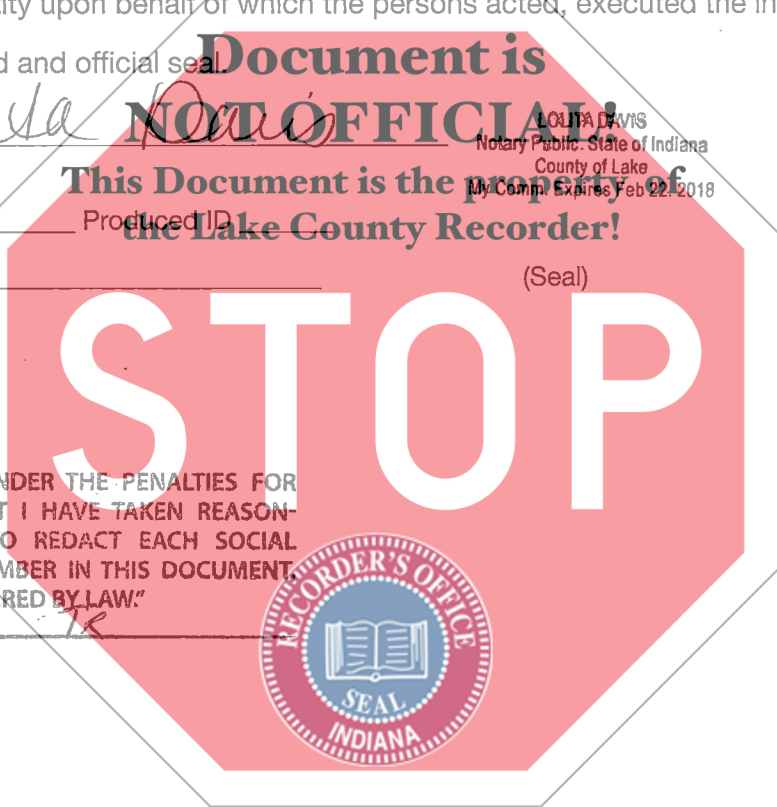 tity upon behalf of which the persons acted, executed the in
d and official seal.
Document is
NOT OFFICIAL!
Davis
LOLITA DAVIS
Notary Public. State of Indiana
County of Lake
My Comm. Expires Feb 22, 2018
This Document is the property of
the Lake County Recorder!
Produced ID
(Seal)
STOP
NDER THE PENALTIES FOR
T I HAVE TAKEN REASON-
O REDACT EACH SOCIAL
MBER IN THIS DOCUMENT,
RED BY LAW."
TR
RECORDER'S OFFICE
SEAL
INDIANA